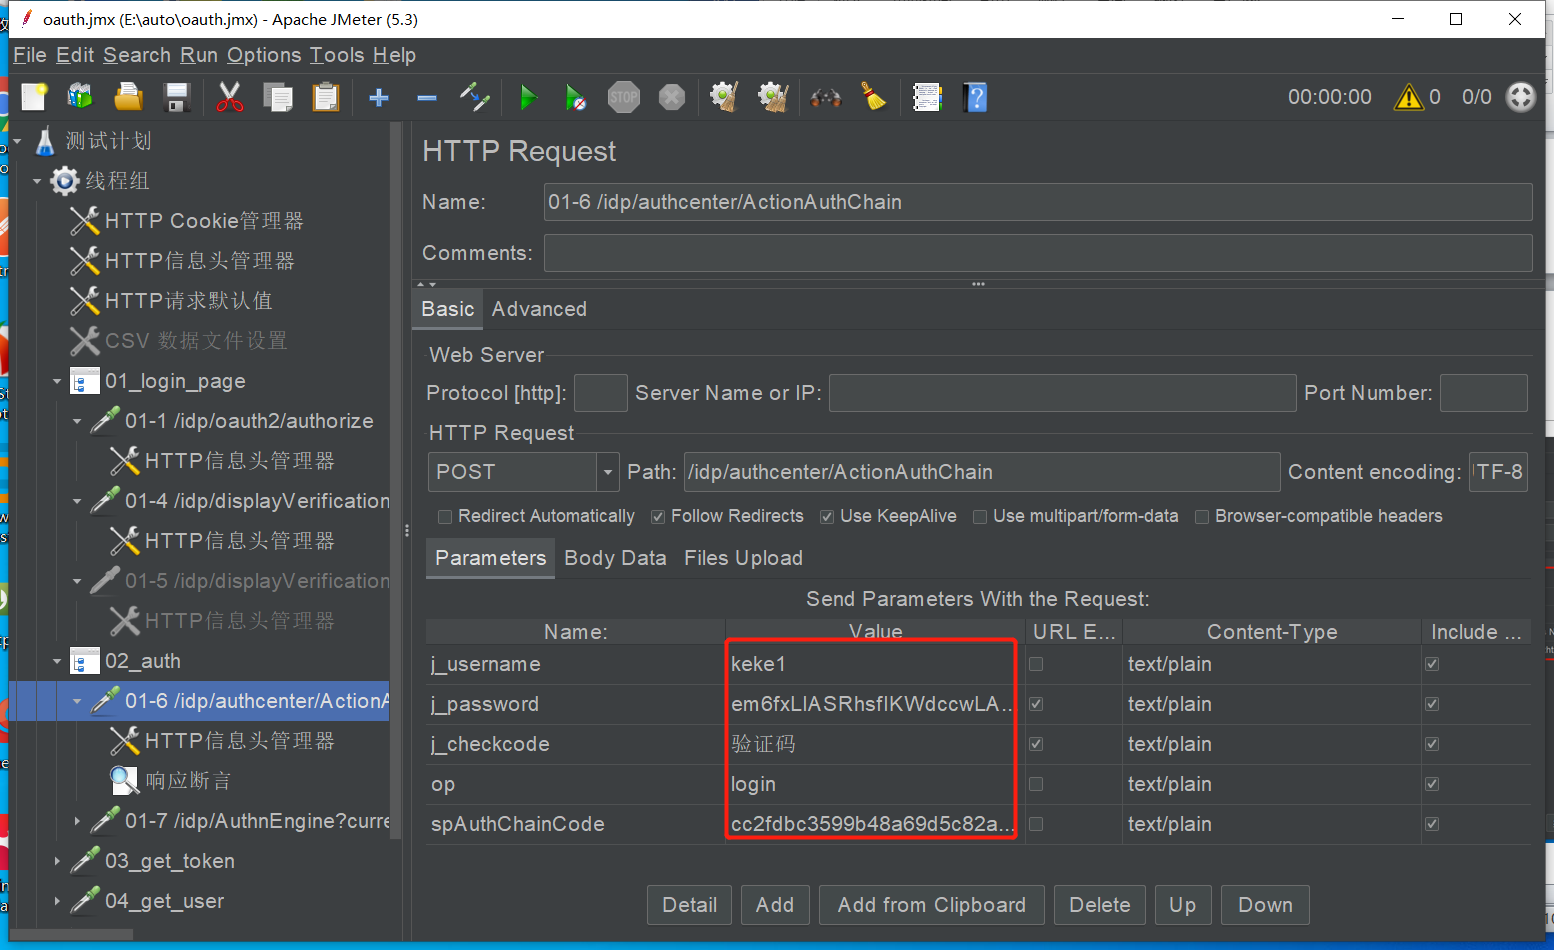 oauth.jmx (E:\auto\oauth.jmx) - Apache JMeter (5.3)
File Edit Search Run Options Tools Help
STOP
00:00:00
0
0/0
测试计划
线程组
HTTP Cookie管理器
HTTP信息头管理器
HTTP请求默认值
CSV 数据文件设置
01_login_page
01-1 /idp/oauth2/authorize
HTTP信息头管理器
01-4 /idp/displayVerification
HTTP信息头管理器
01-5 /idp/displayVerification
HTTP信息头管理器
02_auth
01-6 /idp/authcenter/ActionA
HTTP信息头管理器
响应断言
01-7 /idp/AuthnEngine?curre
03_get_token
04_get_user
HTTP Request
Name: 01-6 /idp/authcenter/ActionAuthChain
Comments:
Basic Advanced
Web Server
Protocol [http]: Server Name or IP: Port Number:
HTTP Request
POST Path: /idp/authcenter/ActionAuthChain Content encoding: TF-8
Redirect Automatically Follow Redirects Use KeepAlive Use multipart/form-data Browser-compatible headers
Parameters Body Data Files Upload
Send Parameters With the Request:
Name: Value URL E... Content-Type Include ...
j_username keke1 text/plain
j_password em6fxLIASRhsfIKWdccwLA... text/plain
j_checkcode 验证码 text/plain
op login text/plain
spAuthChainCode cc2fdbc3599b48a69d5c82a... text/plain
Detail Add Add from Clipboard Delete Up Down